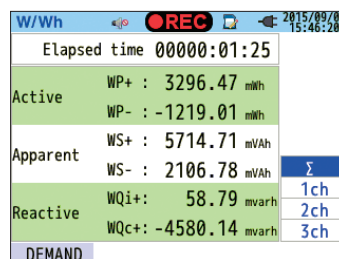 W/Wh REC 2015/09/0
15:46:20
Elapsed time 00000:01:25
Active
WP+ : 3296.47 mWh
WP- : -1219.01 mWh
Apparent
WS+ : 5714.71 mVAh
WS- : 2106.78 mVAh
Σ
Reactive
WQi+: 58.79 mvarh
1ch
2ch
WQc+: -4580.14 mvarh
3ch
DEMAND